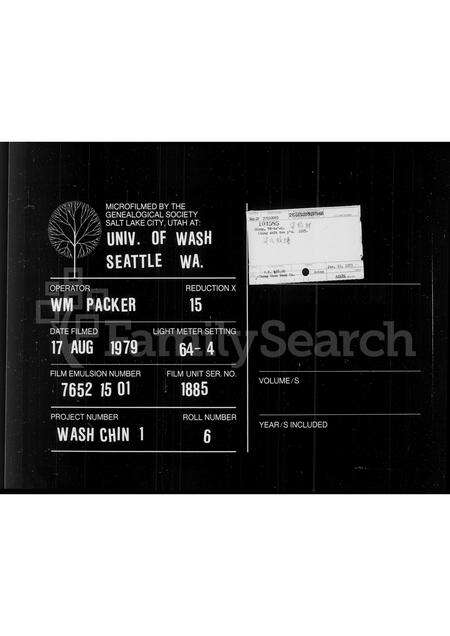 MICROFILMED BY THE
GENEALOGICAL SOCIETY
SALT LAKE CITY, UTAH AT:
UNIV. OF WASH
SEATTLE WA.
OPERATOR REDUCTION X
WM PACKER 15
DATE FILMED LIGHT METER SETTING
17 AUG 1979 64-4
FILM EMULSION NUMBER FILM UNIT SER. NO.
7652 15 01 1885
PROJECT NUMBER ROLL NUMBER
WASH CHIN 1 6
VOLUME/S
YEAR/S INCLUDED
FamilySearch